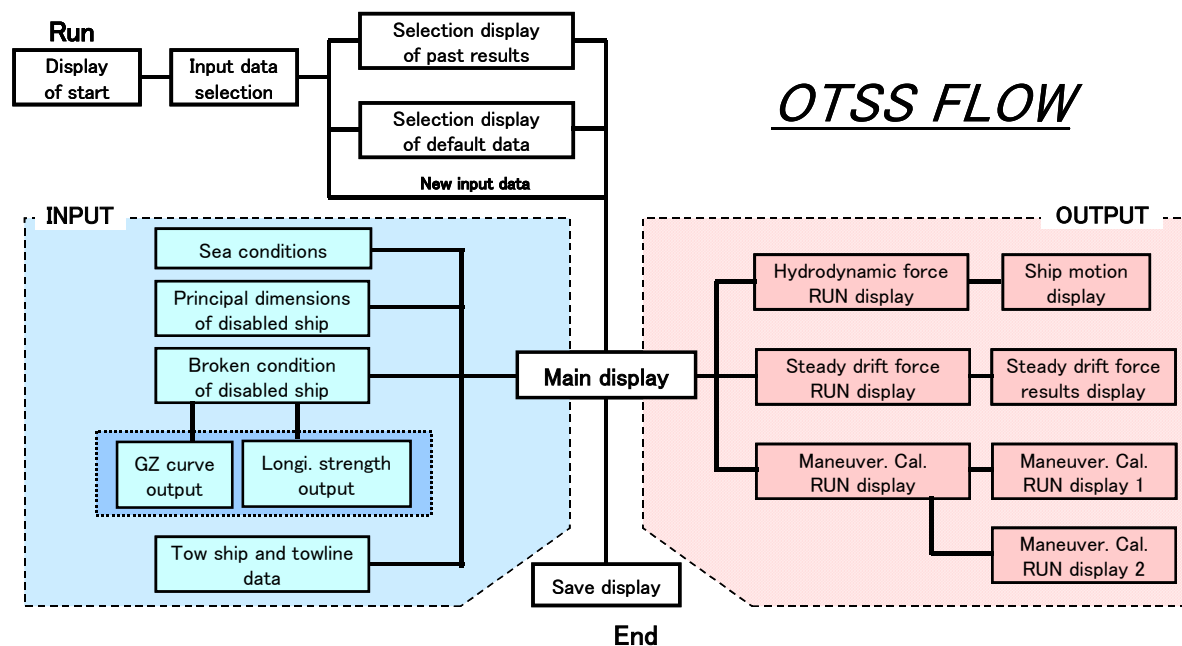 Run
Display
of start
Input data
selection
Selection display
of past results
Selection display
of default data
New input data
OTSS FLOW
INPUT
Sea conditions
Principal dimensions
of disabled ship
Broken condition
of disabled ship
GZ curve
output
Longi. strength
output
Tow ship and towline
data
Main display
Save display
End
OUTPUT
Hydrodynamic force
RUN display
Ship motion
display
Steady drift force
RUN display
Steady drift force
results display
Maneuver. Cal.
RUN display
Maneuver. Cal.
RUN display 1
Maneuver. Cal.
RUN display 2